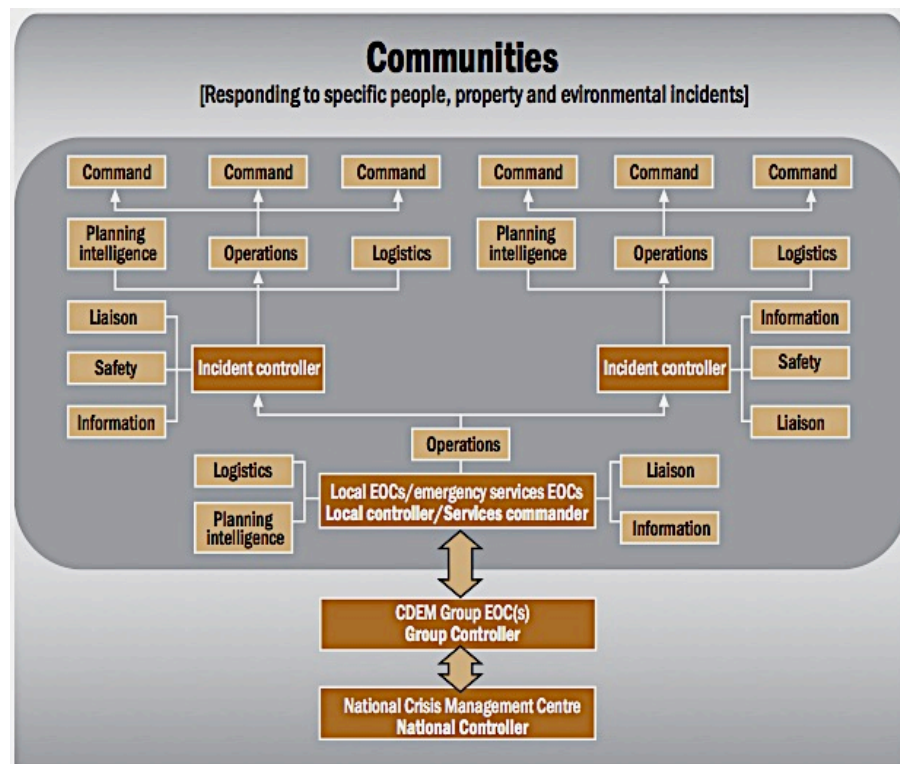 Communities
[Responding to specific people, property and evironmental incidents]
Command
Command
Command
Command
Command
Command
Planning
intelligence
Operations
Logistics
Planning
intelligence
Operations
Logistics
Liaison
Safety
Information
Incident controller
Incident controller
Information
Safety
Liaison
Operations
Logistics
Planning
intelligence
Local EOCs/emergency services EOCs
Local controller/Services commander
Liaison
Information
CDEM Group EOC(s)
Group Controller
National Crisis Management Centre
National Controller